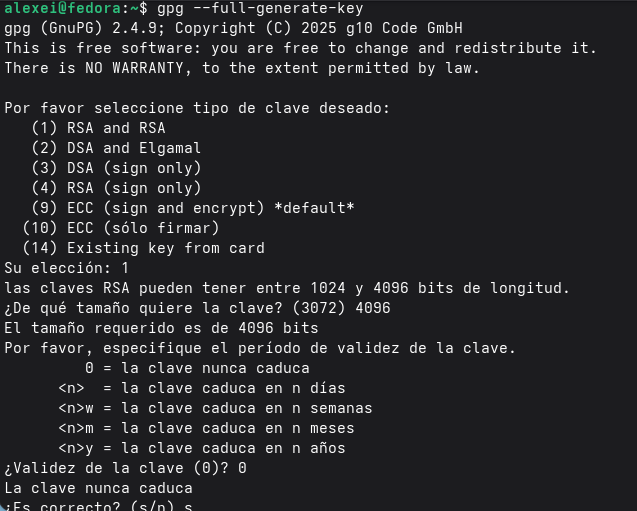 alexei@fedora:~$ gpg --full-generate-key
gpg (GnuPG) 2.4.9; Copyright (C) 2025 g10 Code GmbH
This is free software: you are free to change and redistribute it.
There is NO WARRANTY, to the extent permitted by law.

Por favor seleccione tipo de clave deseado:
   (1) RSA and RSA
   (2) DSA and Elgamal
   (3) DSA (sign only)
   (4) RSA (sign only)
   (9) ECC (sign and encrypt) *default*
  (10) ECC (sólo firmar)
  (14) Existing key from card
Su elección: 1
las claves RSA pueden tener entre 1024 y 4096 bits de longitud.
¿De qué tamaño quiere la clave? (3072) 4096
El tamaño requerido es de 4096 bits
Por favor, especifique el período de validez de la clave.
         0 = la clave nunca caduca
      <n>  = la clave caduca en n días
      <n>w = la clave caduca en n semanas
      <n>m = la clave caduca en n meses
      <n>y = la clave caduca en n años
¿Validez de la clave (0)? 0
La clave nunca caduca
¿Es correcto? (s/n) s